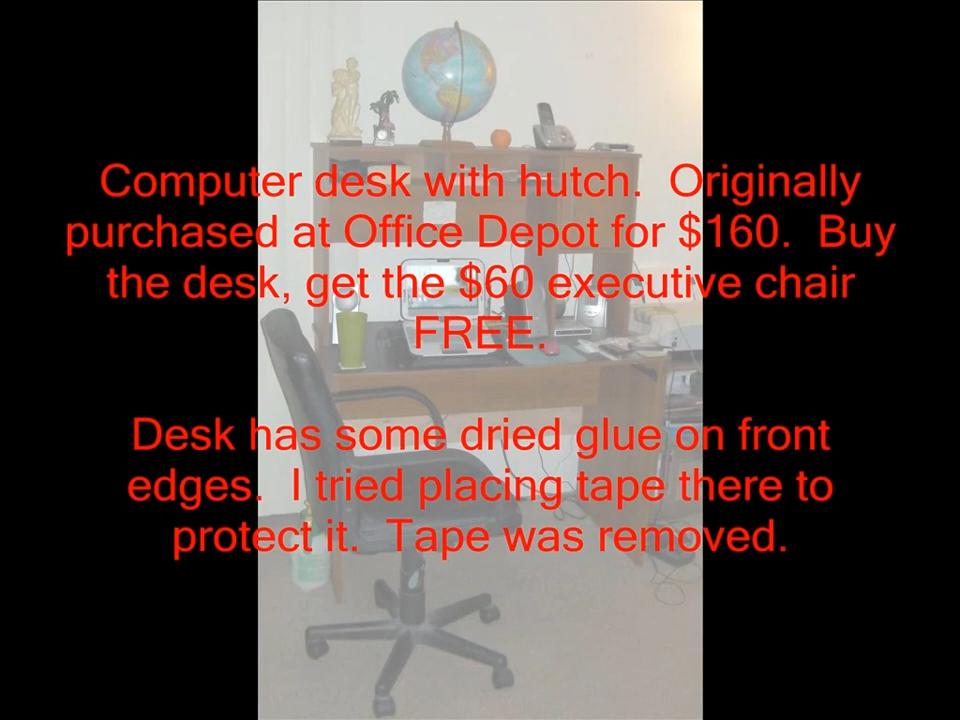 Computer desk with hutch.  Originally
purchased at Office Depot for $160.  Buy
the desk, get the $60 executive chair
FREE.
Desk has some dried glue on front
edges.  I tried placing tape there to
protect it.  Tape was removed.